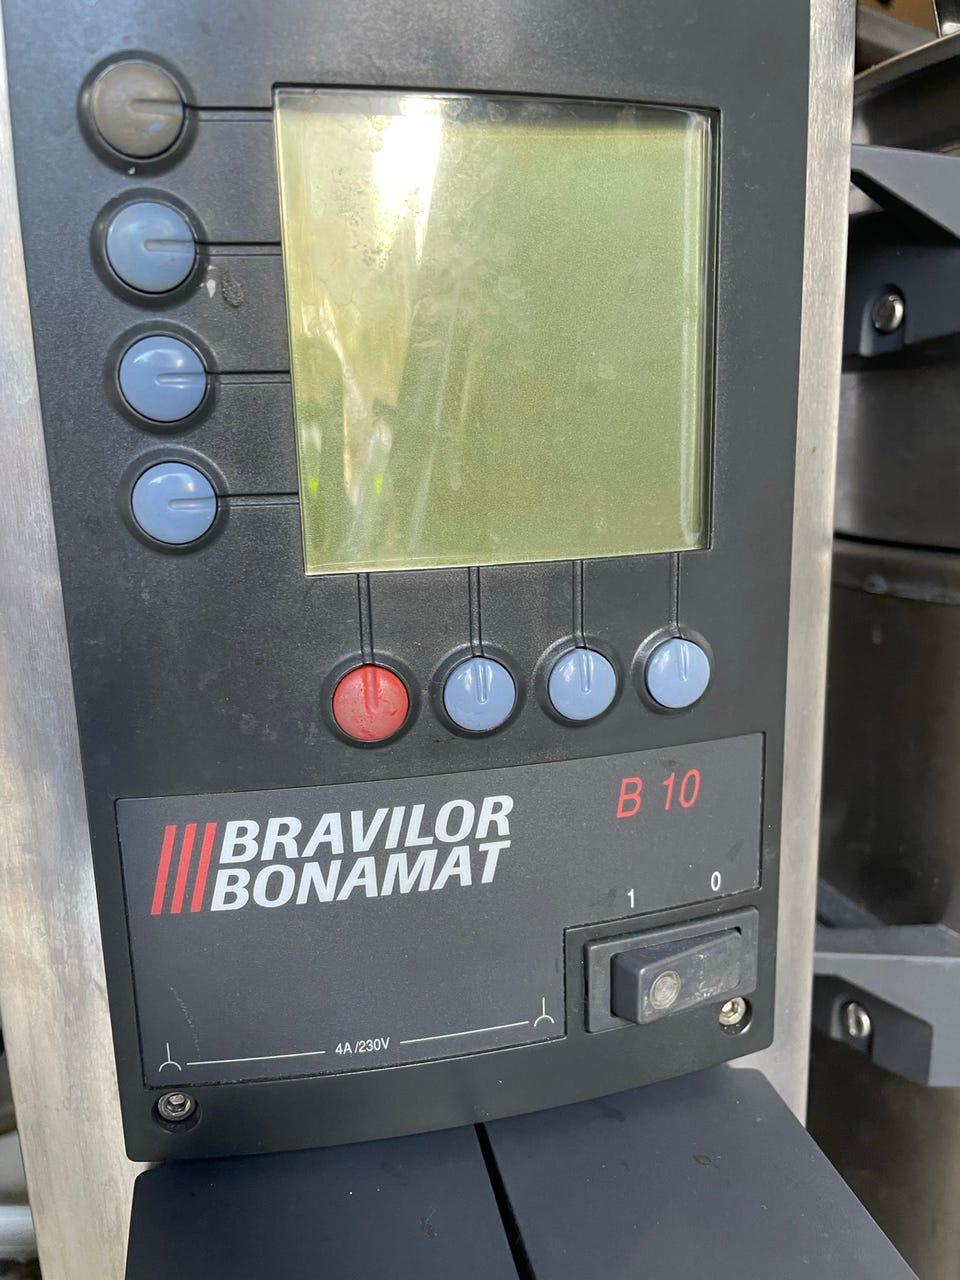 BRAVILOR
BONAMAT
B 10
1 0
4A/230V